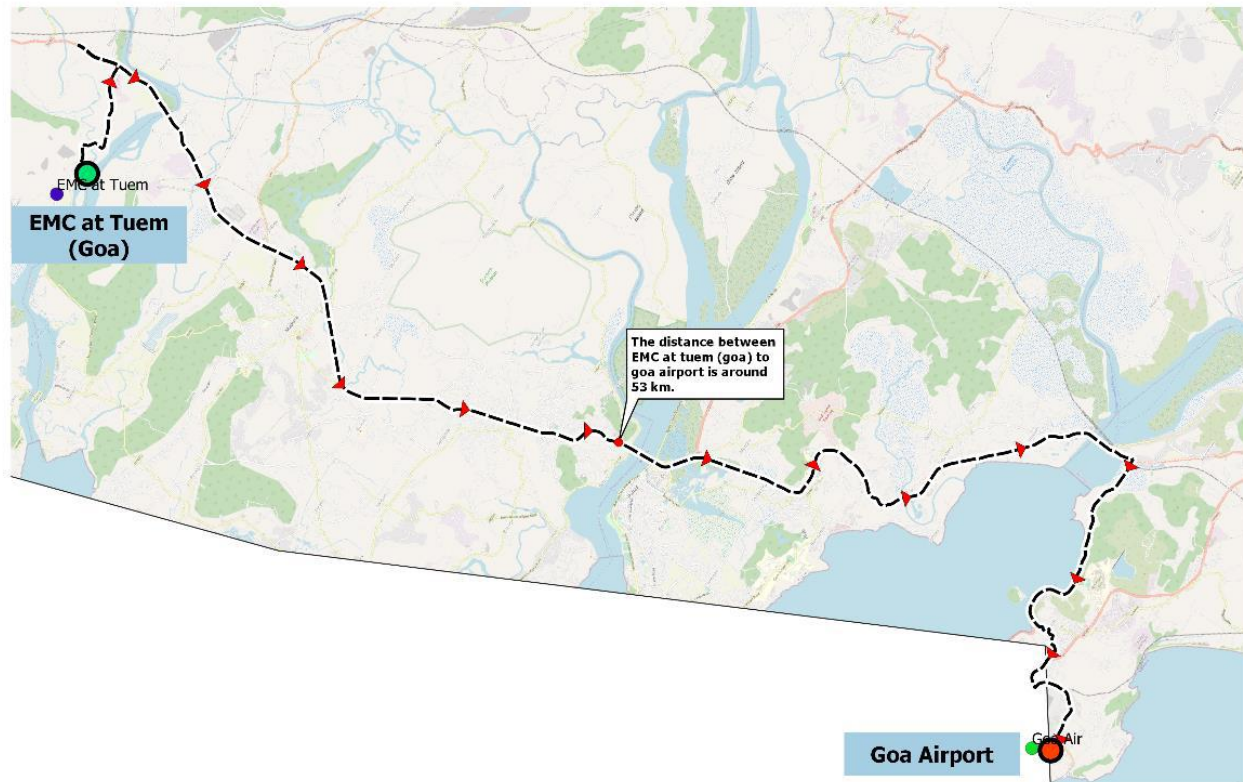 EMC at Tuem
EMC at Tuem
(Goa)
The distance between
EMC at tuem (goa) to
goa airport is around
53 km.
Goa Air
Goa Airport